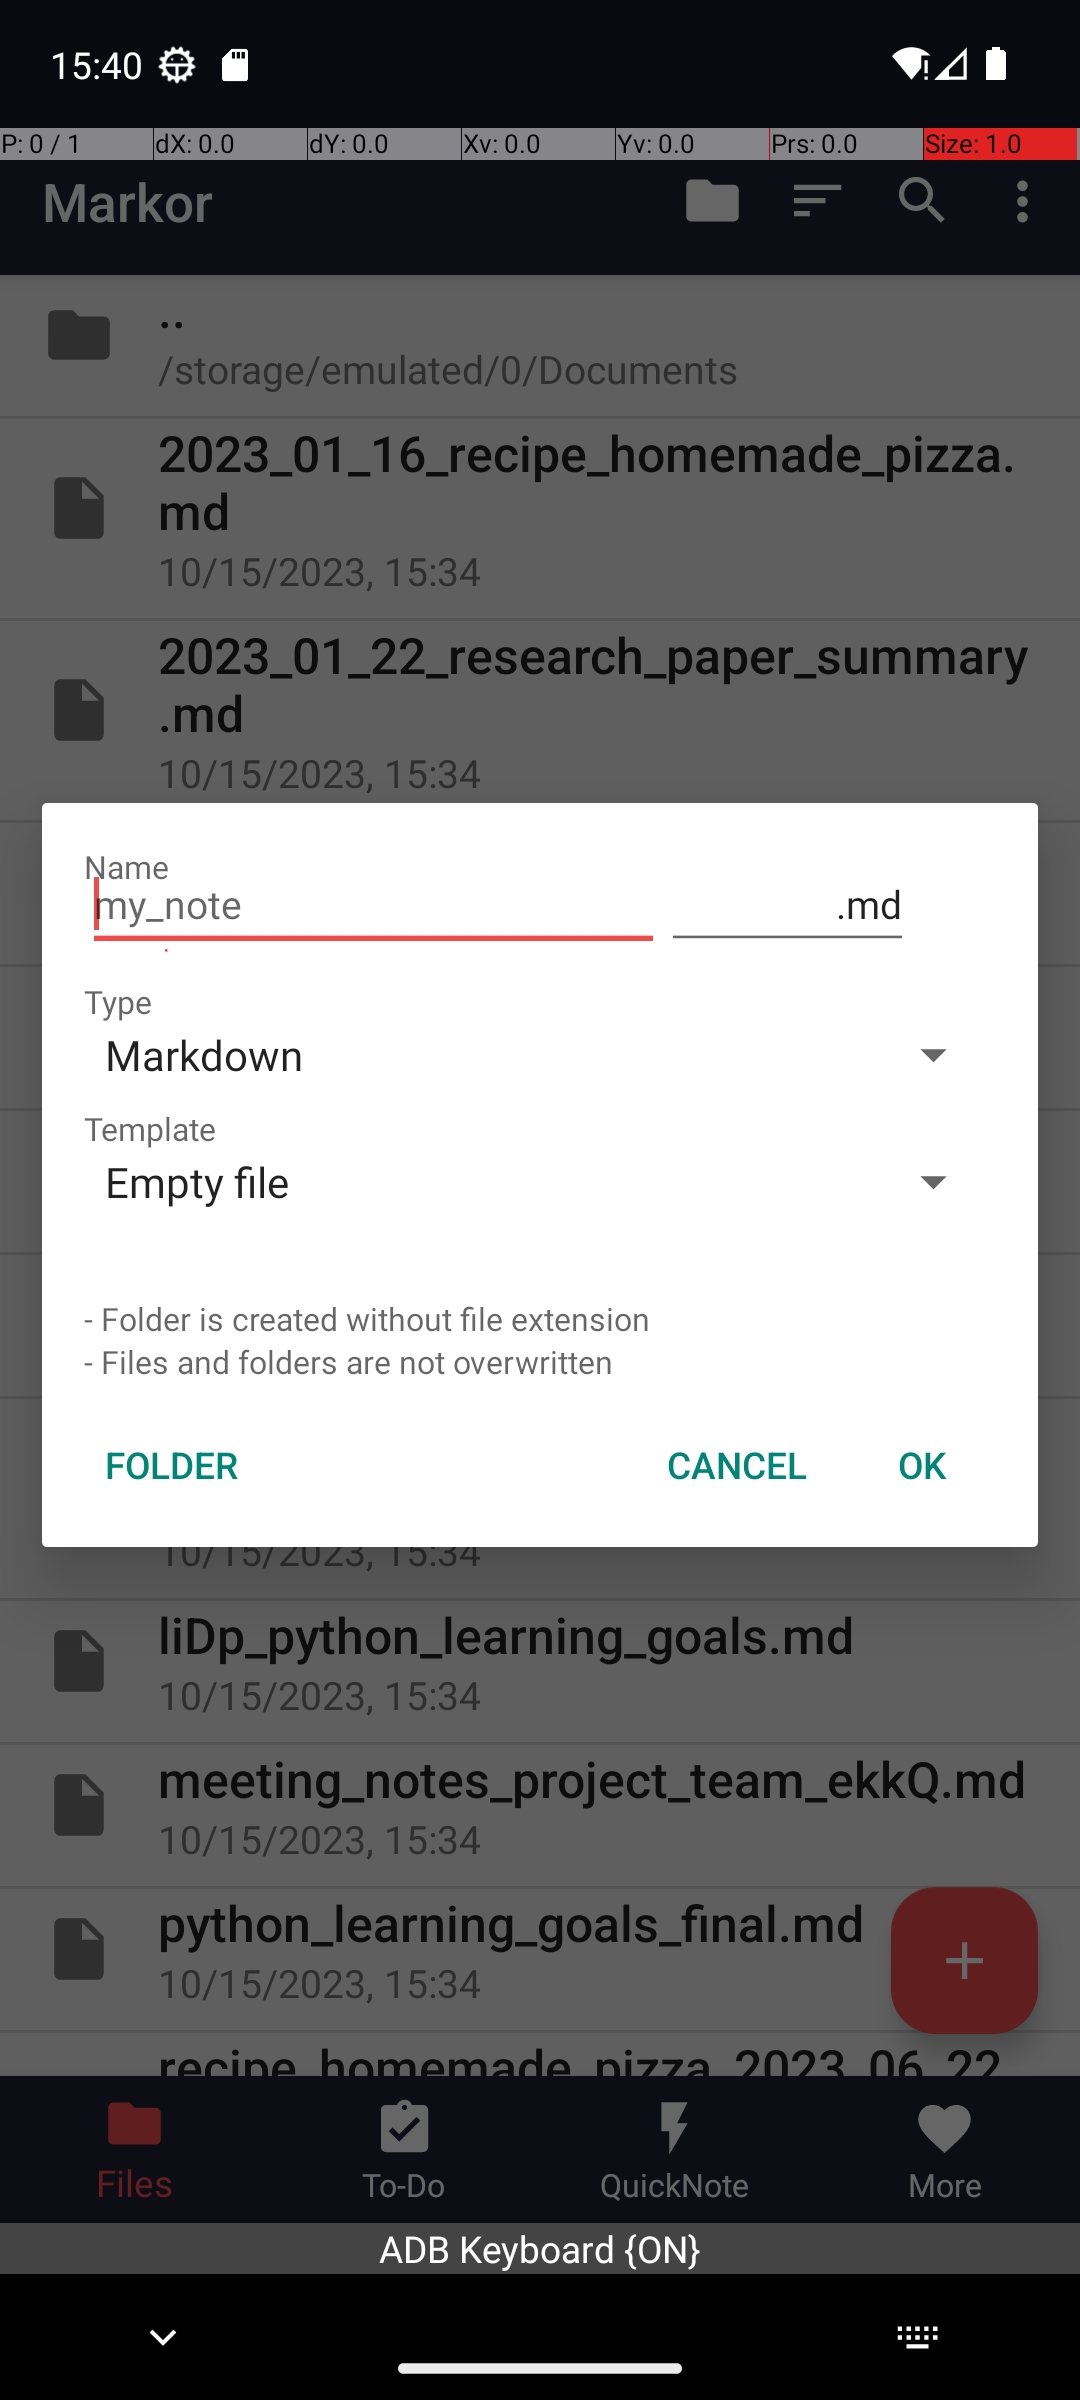 15:40
P: 0 / 1 dX: 0.0 dY: 0.0 Xv: 0.0 Yv: 0.0 Prs: 0.0 Size: 1.0
Markor
..
/storage/emulated/0/Documents
2023_01_16_recipe_homemade_pizza.
md
10/15/2023, 15:34
2023_01_22_research_paper_summary
.md
10/15/2023, 15:34
Name
my_note .md
Type
Markdown
Template
Empty file
- Folder is created without file extension
- Files and folders are not overwritten
FOLDER CANCEL OK
10/15/2023, 15:34
liDp_python_learning_goals.md
10/15/2023, 15:34
meeting_notes_project_team_ekkQ.md
10/15/2023, 15:34
python_learning_goals_final.md
10/15/2023, 15:34
recipe_homemade_pizza_2023_06_22
Files To-Do QuickNote More
ADB Keyboard {ON}